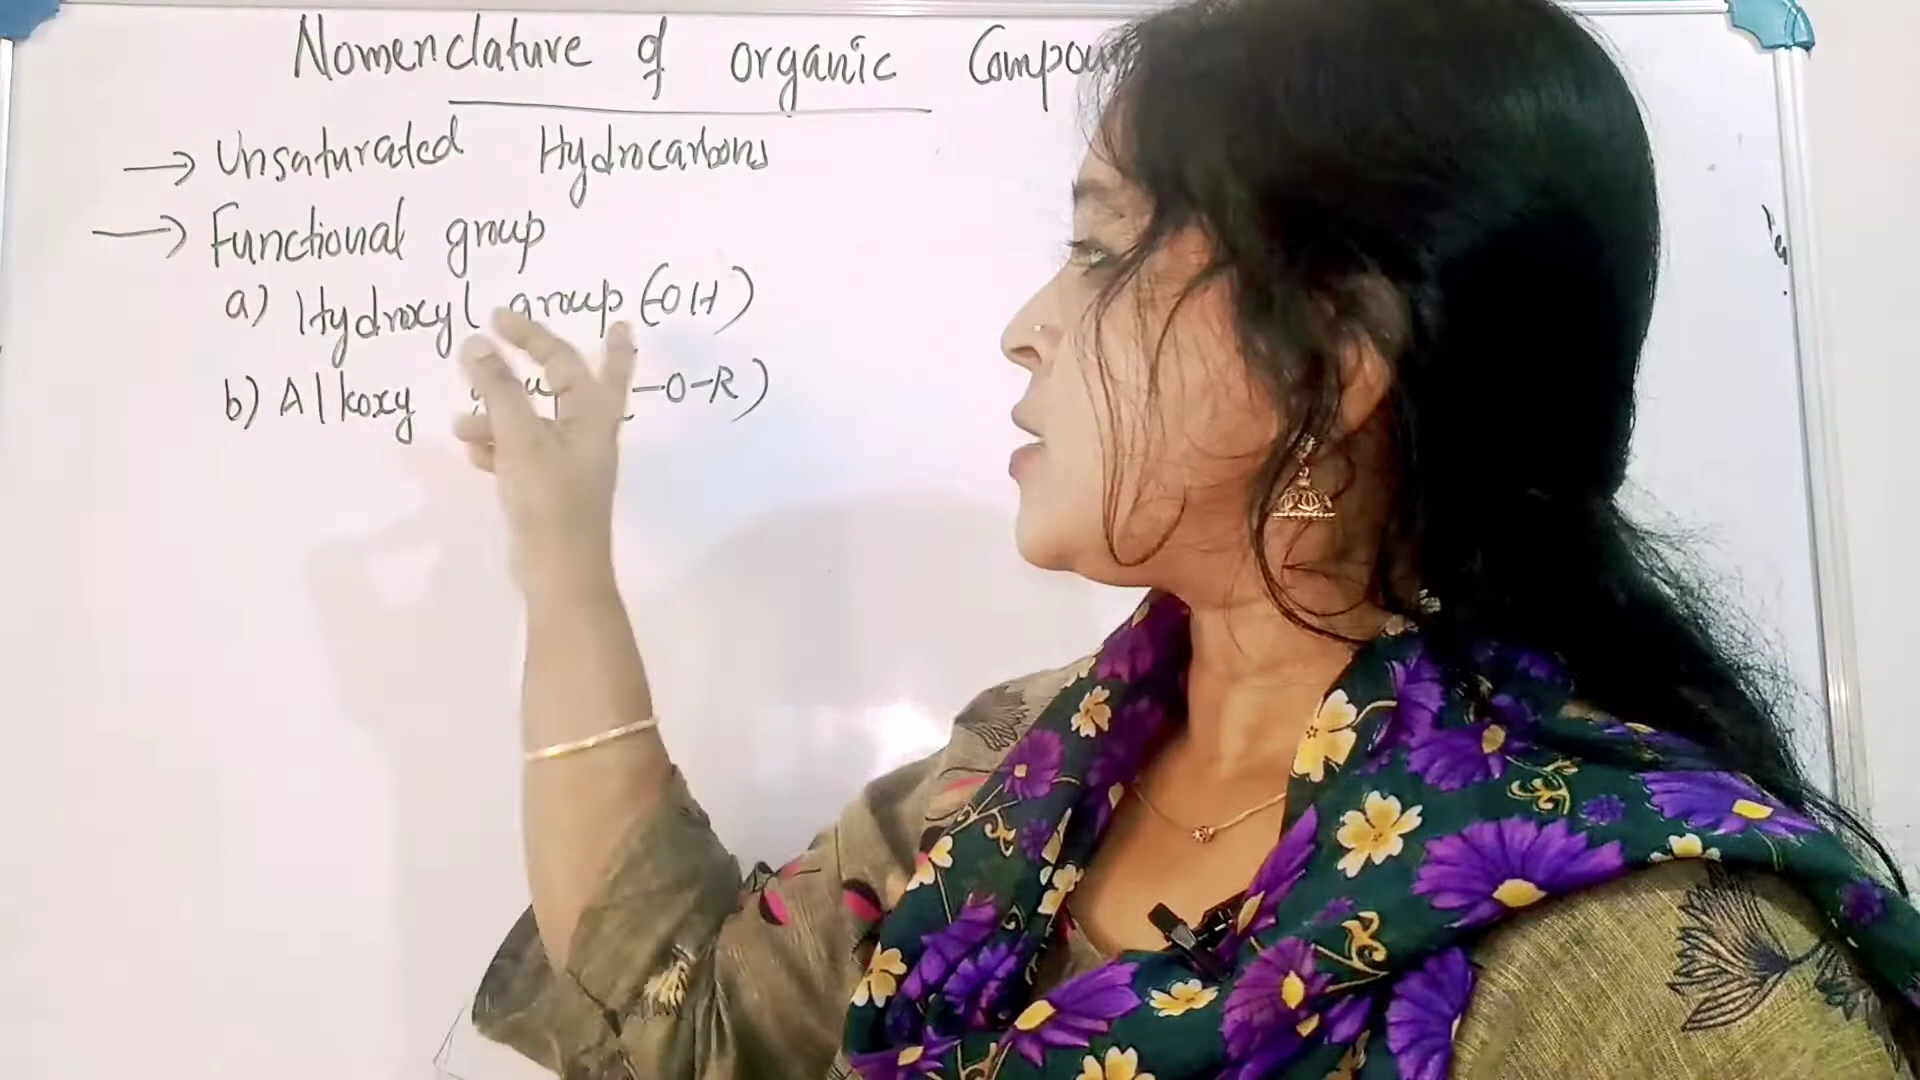 Nomenclature of organic
→ Unsaturated Hydrocarbons
→ Functional group
a) Hydroxyl group (-OH)
b) Alkoxy (-O-R)